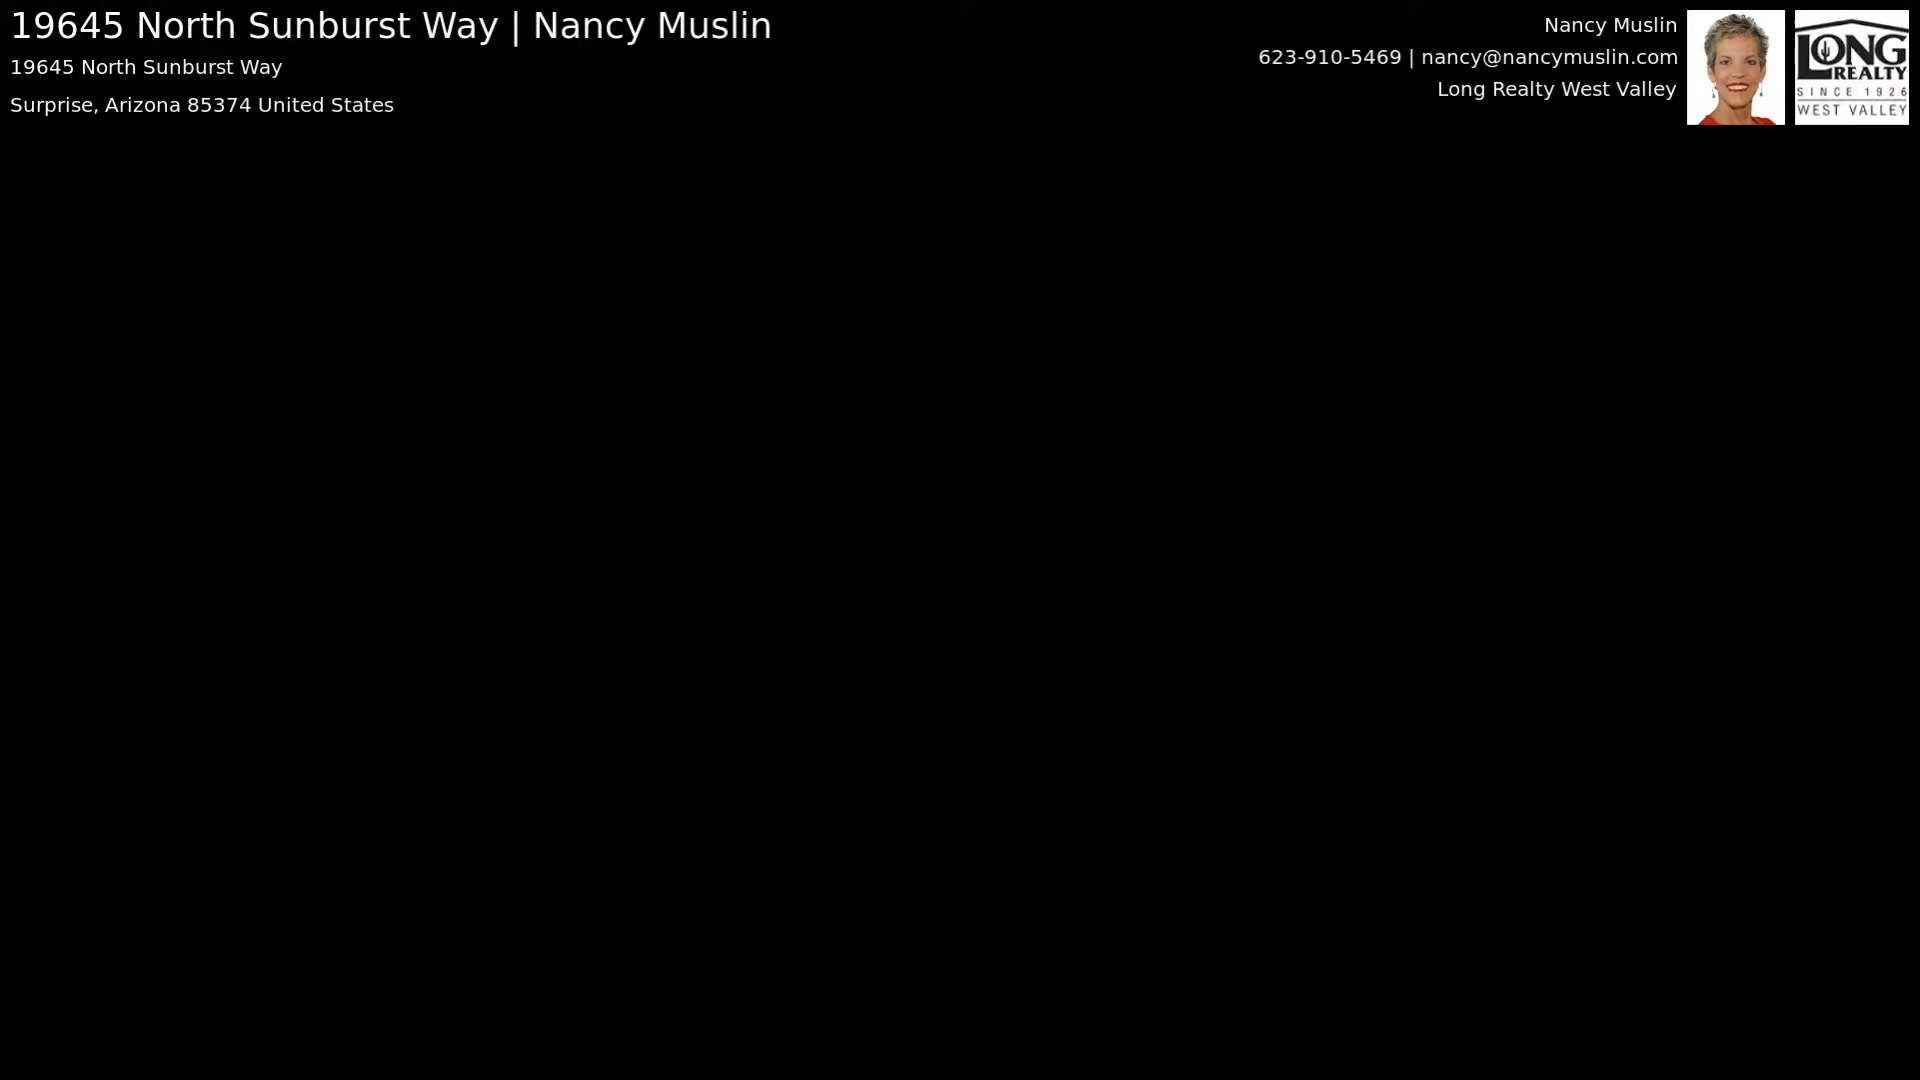 19645 North Sunburst Way | Nancy Muslin
19645 North Sunburst Way
Surprise, Arizona 85374 United States
Nancy Muslin
623-910-5469 | nancy@nancymuslin.com
Long Realty West Valley
LONG
REALTY
SINCE 1926
WEST VALLEY